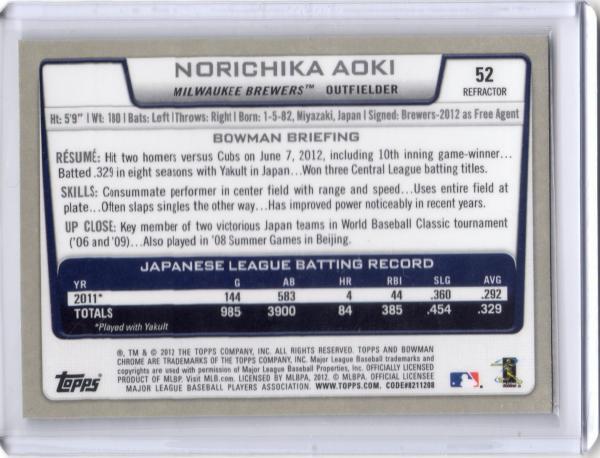 NORICHIKA AOKI
MILWAUKEE BREWERS™ OUTFIELDER
52
REFRACTOR
Ht: 5'9" | Wt: 180 | Bats: Left | Throws: Right | Born: 1-5-82, Miyazaki, Japan | Signed: Brewers-2012 as Free Agent
BOWMAN BRIEFING
RÉSUMÉ: Hit two homers versus Cubs on June 7, 2012, including 10th inning game-winner...
Batted .329 in eight seasons with Yakult in Japan...Won three Central League batting titles.
SKILLS: Consummate performer in center field with range and speed...Uses entire field at
plate...Often slaps singles the other way...Has improved power noticeably in recent years.
UP CLOSE: Key member of two victorious Japan teams in World Baseball Classic tournament
('06 and '09)...Also played in '08 Summer Games in Beijing.
JAPANESE LEAGUE BATTING RECORD
YR G AB HR RBI SLG AVG
2011* 144 583 4 44 .360 .292
TOTALS 985 3900 84 385 .454 .329
*Played with Yakult
®, TM & © 2012 THE TOPPS COMPANY, INC. ALL RIGHTS RESERVED. TOPPS AND BOWMAN
CHROME ARE TRADEMARKS OF THE TOPPS COMPANY, INC. Major League Baseball trademarks and
copyrights are used with permission of Major League Baseball Properties, Inc. OFFICIALLY LICENSED
PRODUCT OF MLBP. Visit MLB.com. LICENSED BY MLBPA, 2012. © MLBPA. OFFICIAL LICENSEE
MAJOR LEAGUE BASEBALL PLAYERS ASSOCIATION. WWW.TOPPS.COM. CODE#8211208
Topps